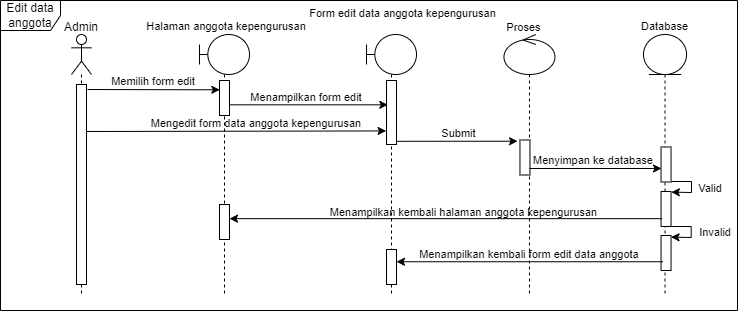 Edit data
anggota
Admin
Halaman anggota kepengurusan
Form edit data anggota kepengurusan
Proses
Database
Memilih form edit
Menampilkan form edit
Mengedit form data anggota kepengurusan
Submit
Menyimpan ke database
Valid
Menampilkan kembali halaman anggota kepengurusan
Invalid
Menampilkan kembali form edit data anggota